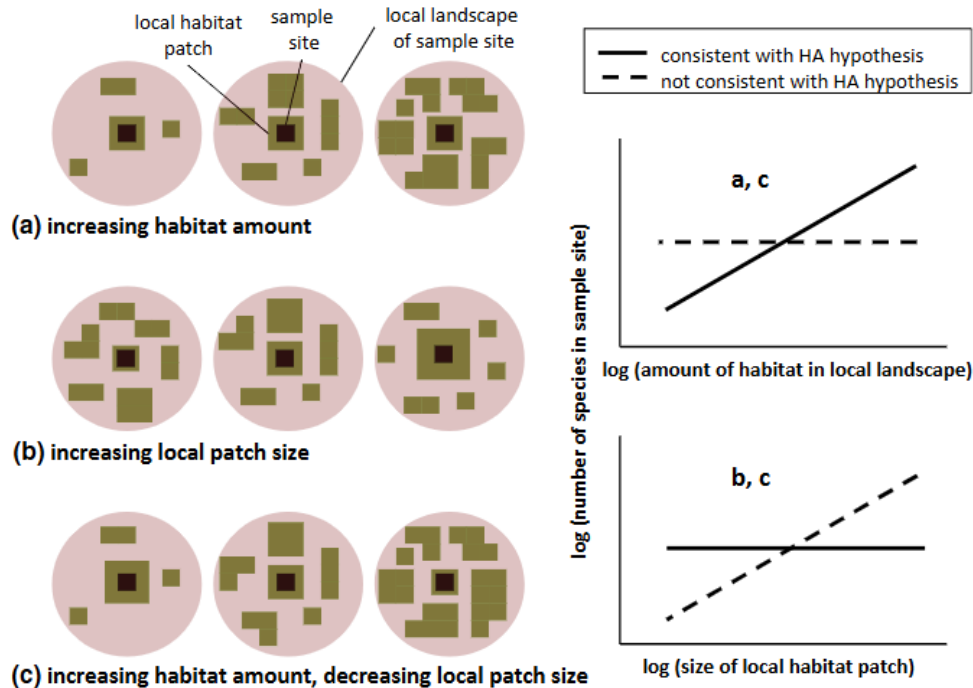 local habitat
patch
sample
site
local landscape
of sample site
(a) increasing habitat amount
(b) increasing local patch size
(c) increasing habitat amount, decreasing local patch size
consistent with HA hypothesis
not consistent with HA hypothesis
log (number of species in sample site)
a, c
log (amount of habitat in local landscape)
b, c
log (size of local habitat patch)